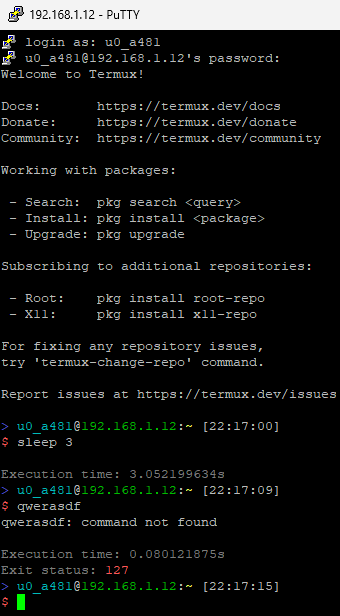 192.168.1.12 - PuTTY
login as: u0_a481
u0_a481@192.168.1.12's password:
Welcome to Termux!
Docs:       https://termux.dev/docs
Donate:     https://termux.dev/donate
Community:  https://termux.dev/community
Working with packages:
 - Search:  pkg search <query>
 - Install: pkg install <package>
 - Upgrade: pkg upgrade
Subscribing to additional repositories:
 - Root:    pkg install root-repo
 - X11:     pkg install x11-repo
For fixing any repository issues,
try 'termux-change-repo' command.
Report issues at https://termux.dev/issues
> u0_a481@192.168.1.12:~ [22:17:00]
$ sleep 3
Execution time: 3.052199634s
> u0_a481@192.168.1.12:~ [22:17:09]
$ qwerasdf
qwerasdf: command not found
Execution time: 0.080121875s
Exit status: 127
> u0_a481@192.168.1.12:~ [22:17:15]
$